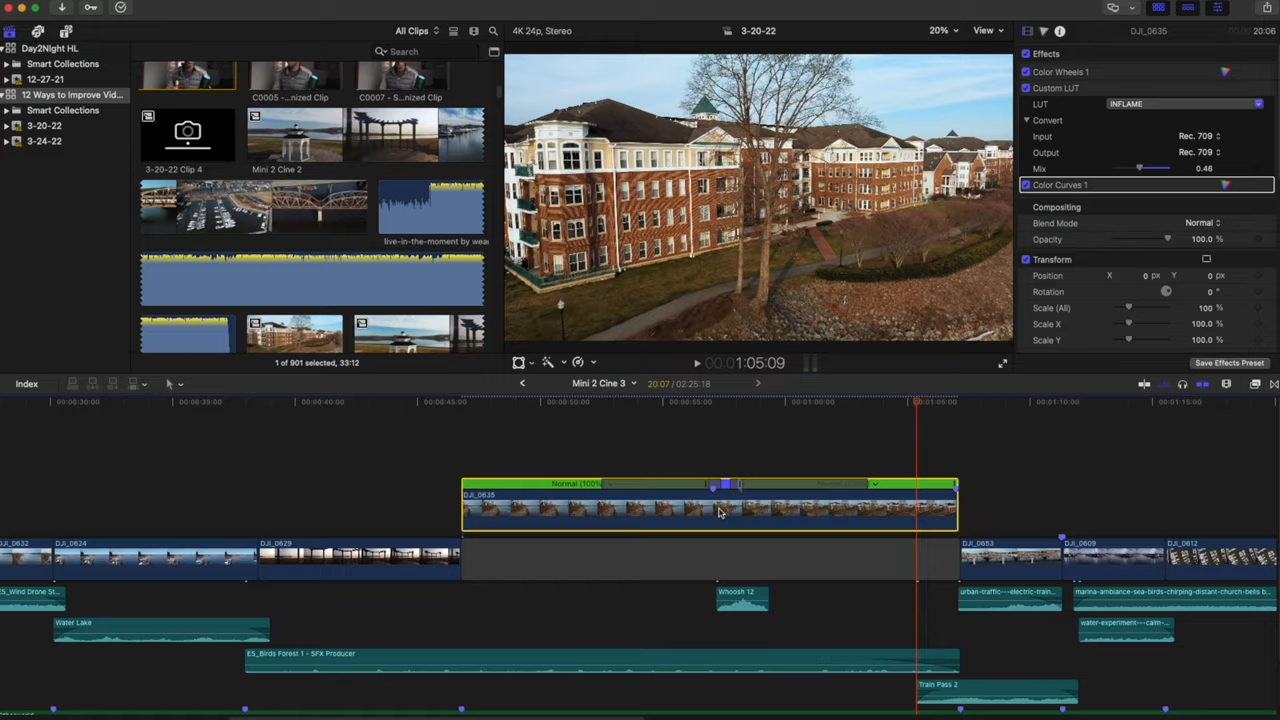 All Clips
4K 24p, Stereo
3-20-22
20%
View
DJI_0635
20:06
Day2Night HL
Smart Collections
12-27-21
12 Ways to Improve Vid...
Smart Collections
3-20-22
3-24-22
Search
C0005 - ...nized Clip
C0007 - S...nized Clip
3-20-22 Clip 4
Mini 2 Cine 2
live-in-the-moment by wear
1 of 901 selected, 33:12
00:00:01:05:09
Effects
Color Wheels 1
Custom LUT
LUT
INFLAME
Convert
Input
Rec. 709
Output
Rec. 709
Mix
0.46
Color Curves 1
Compositing
Blend Mode
Normal
Opacity
100.0 %
Transform
Position
X
0 px
Y
0 px
Rotation
0 °
Scale (All)
100 %
Scale X
100.0 %
Scale Y
100.0 %
Save Effects Preset
Index
Mini 2 Cine 3
20:07 / 02:25:18
00:00:30:00
00:00:35:00
00:00:40:00
00:00:45:00
00:00:50:00
00:00:55:00
00:01:00:00
00:01:05:00
00:01:10:00
00:01:15:00
Normal (100%
Normal (100%)
DJI_0635
DJI_0632
DJI_0624
DJI_0629
DJI_0653
DJI_0609
DJI_0612
ES_Wind Drone St...
Whoosh 12
urban-traffic---electric-train...
marina-ambiance-sea-birds-chirping-distant-church-bells b...
Water Lake
water-experiment---calm-...
ES_Birds Forest 1 - SFX Producer
Train Pass 2